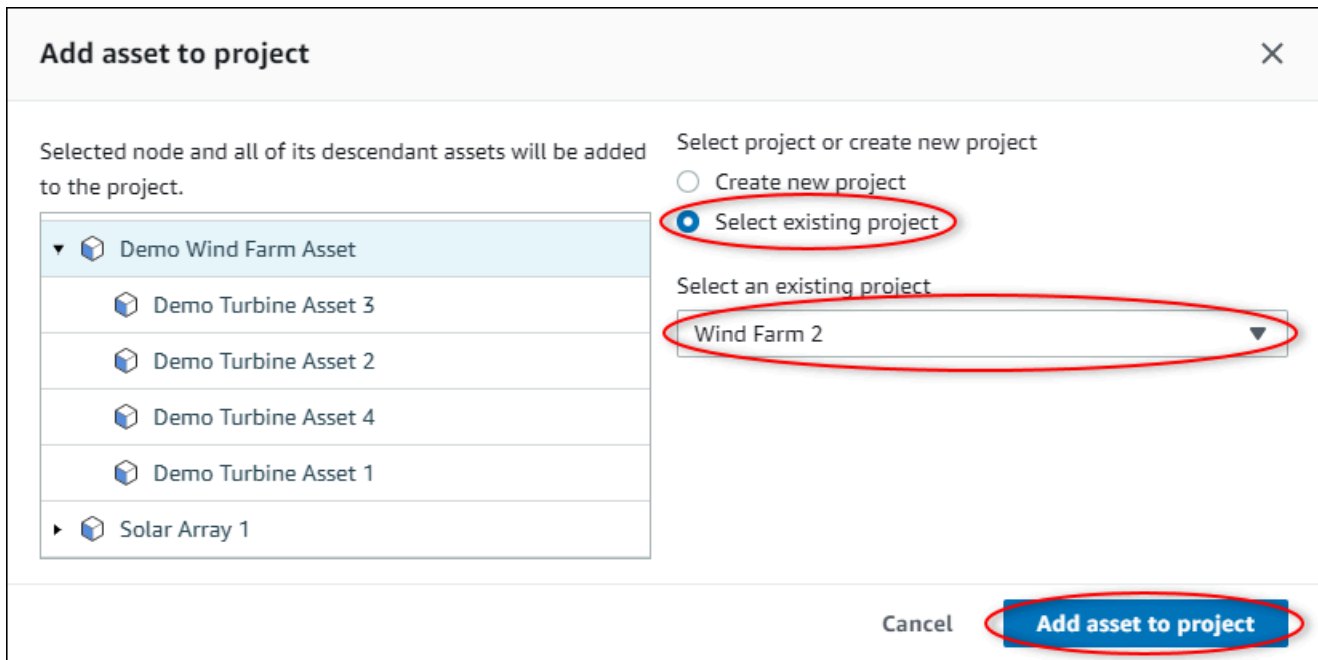 Add asset to project
Selected node and all of its descendant assets will be added
to the project.
Demo Wind Farm Asset
Demo Turbine Asset 3
Demo Turbine Asset 2
Demo Turbine Asset 4
Demo Turbine Asset 1
Solar Array 1
Select project or create new project
Create new project
Select existing project
Select an existing project
Wind Farm 2
Cancel
Add asset to project